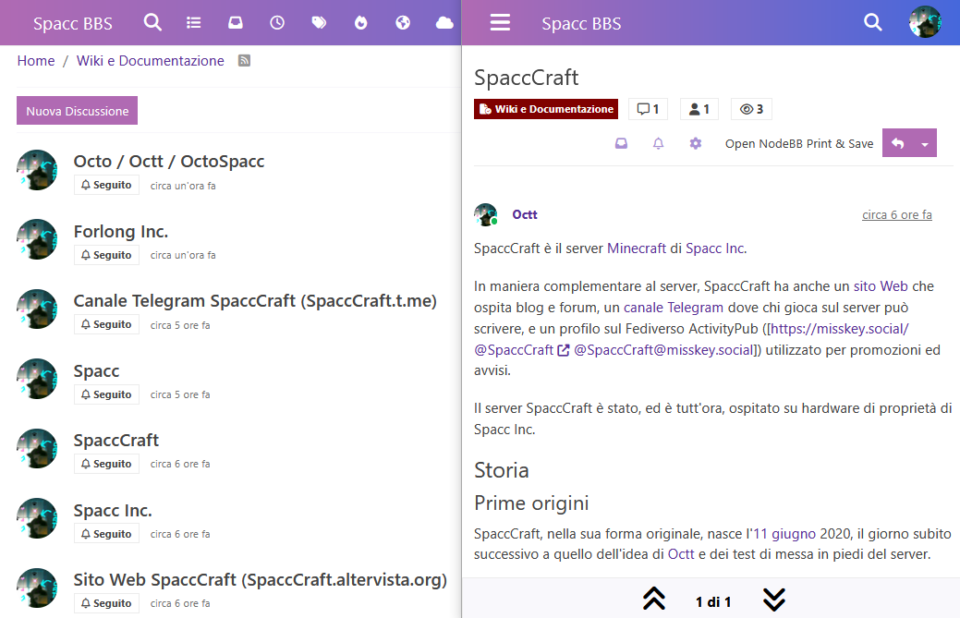 Spacc BBS
Home / Wiki e Documentazione
Nuova Discussione
Octo / Octt / OctoSpacc
Seguito circa un'ora fa
Forlong Inc.
Seguito circa un'ora fa
Canale Telegram SpaccCraft (SpaccCraft.t.me)
Seguito circa 5 ore fa
Spacc
Seguito circa 5 ore fa
SpaccCraft
Seguito circa 6 ore fa
Spacc Inc.
Seguito circa 6 ore fa
Sito Web SpaccCraft (SpaccCraft.altervista.org)
Seguito circa 6 ore fa
Spacc BBS
SpaccCraft
Wiki e Documentazione 1 1 3
Open NodeBB Print & Save
Octt circa 6 ore fa
SpaccCraft è il server Minecraft di Spacc Inc.
In maniera complementare al server, SpaccCraft ha anche un sito Web che
ospita blog e forum, un canale Telegram dove chi gioca sul server può
scrivere, e un profilo sul Fediverso ActivityPub ([https://misskey.social/
@SpaccCraft @SpaccCraft@misskey.social]) utilizzato per promozioni ed
avvisi.
Il server SpaccCraft è stato, ed è tutt'ora, ospitato su hardware di proprietà di
Spacc Inc.
Storia
Prime origini
SpaccCraft, nella sua forma originale, nasce l'11 giugno 2020, il giorno subito
successivo a quello dell'idea di Octt e dei test di messa in piedi del server.
1 di 1